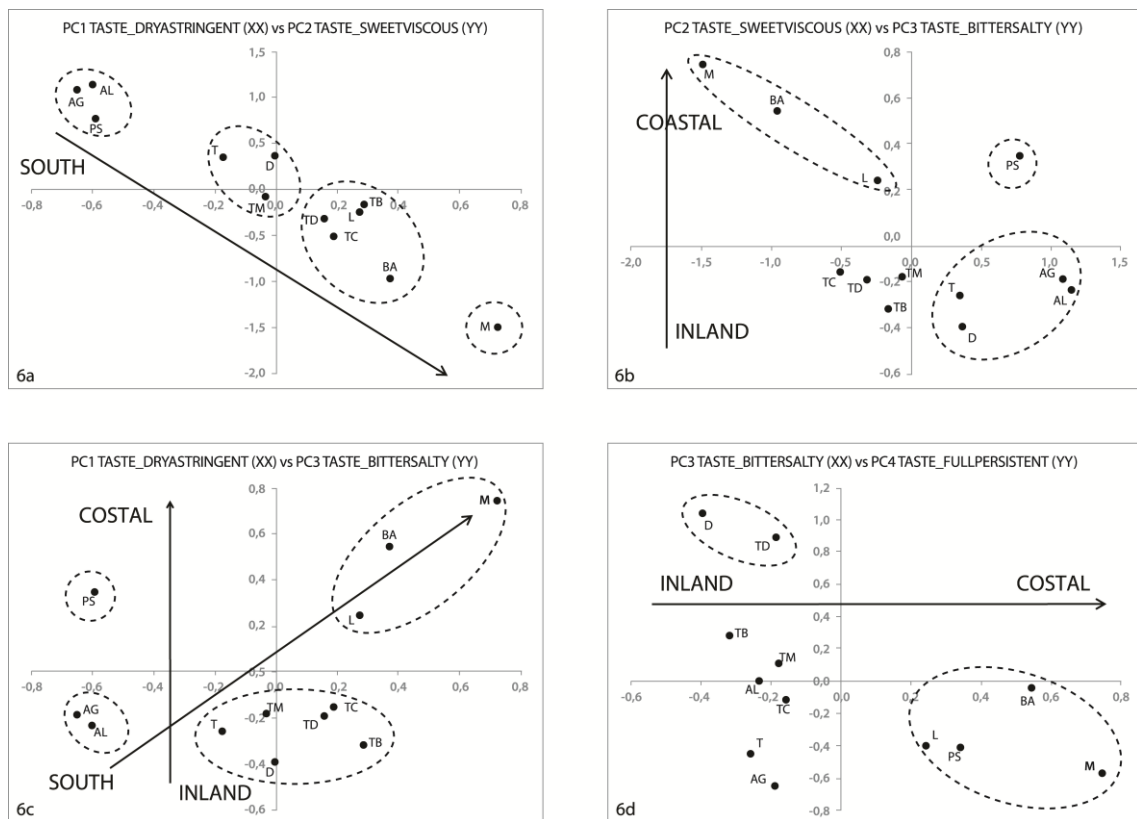 PC1 TASTE_DRYASTRINGENT (XX) vs PC2 TASTE_SWEETVISCOUS (YY)
1,5
AL
AG
1,0
PS
0,5
T
D
SOUTH
0,0
-0,8 -0,6 -0,4 -0,2 0,0 0,2 0,4 0,6 0,8
TM
TB
TD
L
-0,5
TC
BA
-1,0
-1,5
M
-2,0
6a
PC2 TASTE_SWEETVISCOUS (XX) vs PC3 TASTE_BITTERSALTY (YY)
0,8
M
0,6
BA
COASTAL
0,4
PS
L
0,2
0,0
-2,0 -1,5 -1,0 -0,5 0,0 0,5 1,0 1,5
TC
TD
TM
AG
-0,2
T
AL
TB
INLAND
D
-0,4
-0,6
6b
PC1 TASTE_DRYASTRINGENT (XX) vs PC3 TASTE_BITTERSALTY (YY)
0,8
M
COSTAL
0,6
BA
0,4
PS
L
0,2
-0,8 -0,6 -0,4 -0,2 0,0 0,2 0,4 0,6 0,8
AG
TM
TC
AL
T
-0,2
TD
TB
D
SOUTH
INLAND
-0,4
-0,6
6c
PC3 TASTE_BITTERSALTY (XX) vs PC4 TASTE_FULLPERSISTENT (YY)
1,2
D
1,0
TD
0,8
INLAND
COSTAL
0,6
0,4
TB
0,2
TM
0,0
AL
-0,6 -0,4 -0,2 0,0 0,2 0,4 0,6 0,8
TC
BA
-0,2
L
T
-0,4
PS
AG
M
-0,6
-0,8
6d